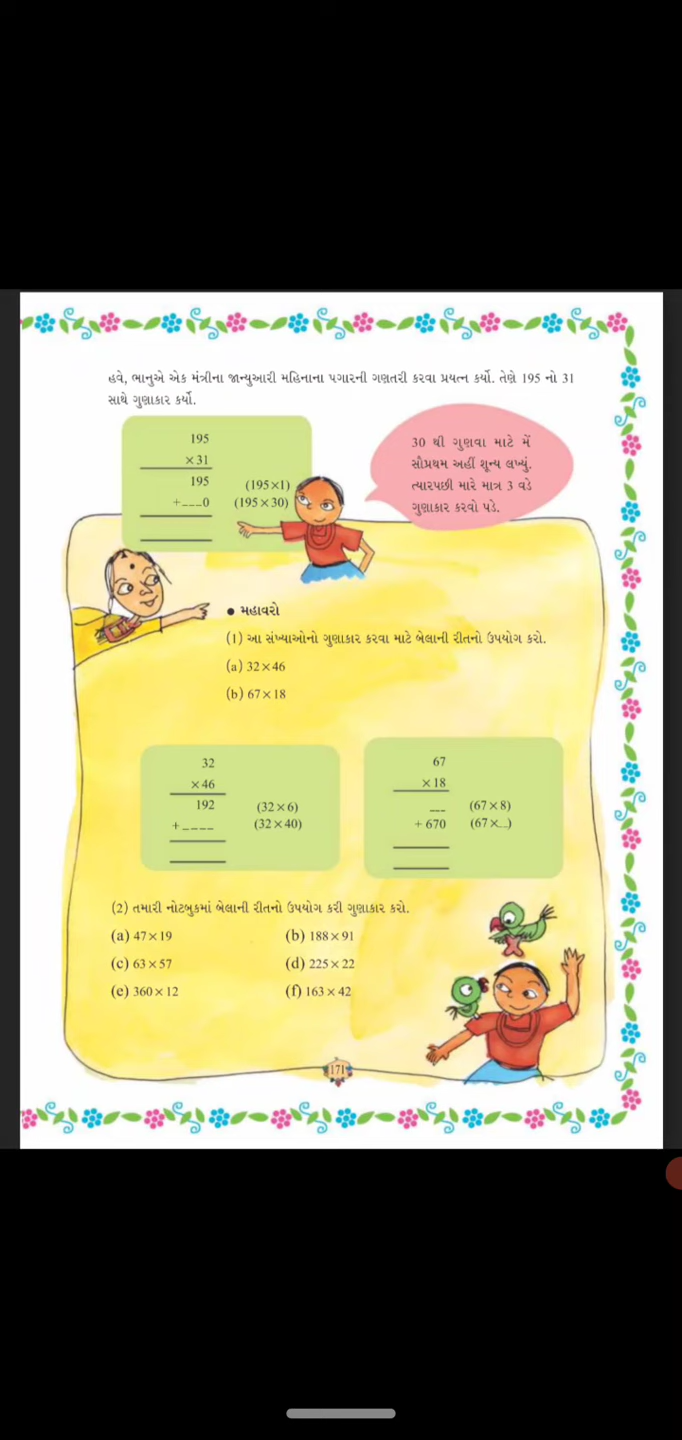 હવે, ભાનુએ એક મંત્રીના જાન્યુઆરી મહિનાના પગારની ગણતરી કરવા પ્રયત્ન કર્યો. તેણે 195 નો 31
સાથે ગુણાકાર કર્યો.
195
×31
195 (195×1)
+___0 (195×30)
30 થી ગુણવા માટે મેં
સૌપ્રથમ અહીં શૂન્ય લખ્યું.
ત્યારપછી મારે માત્ર 3 વડે
ગુણાકાર કરવો પડે.
● મહાવરો
(1) આ સંખ્યાઓનો ગુણાકાર કરવા માટે બેલાની રીતનો ઉપયોગ કરો.
(a) 32×46
(b) 67×18
32
×46
192 (32×6)
+____ (32×40)
67
×18
___ (67×8)
+ 670 (67×...)
(2) તમારી નોટબુકમાં બેલાની રીતનો ઉપયોગ કરી ગુણાકાર કરો.
(a) 47×19 (b) 188×91
(c) 63×57 (d) 225×22
(e) 360×12 (f) 163×42
171